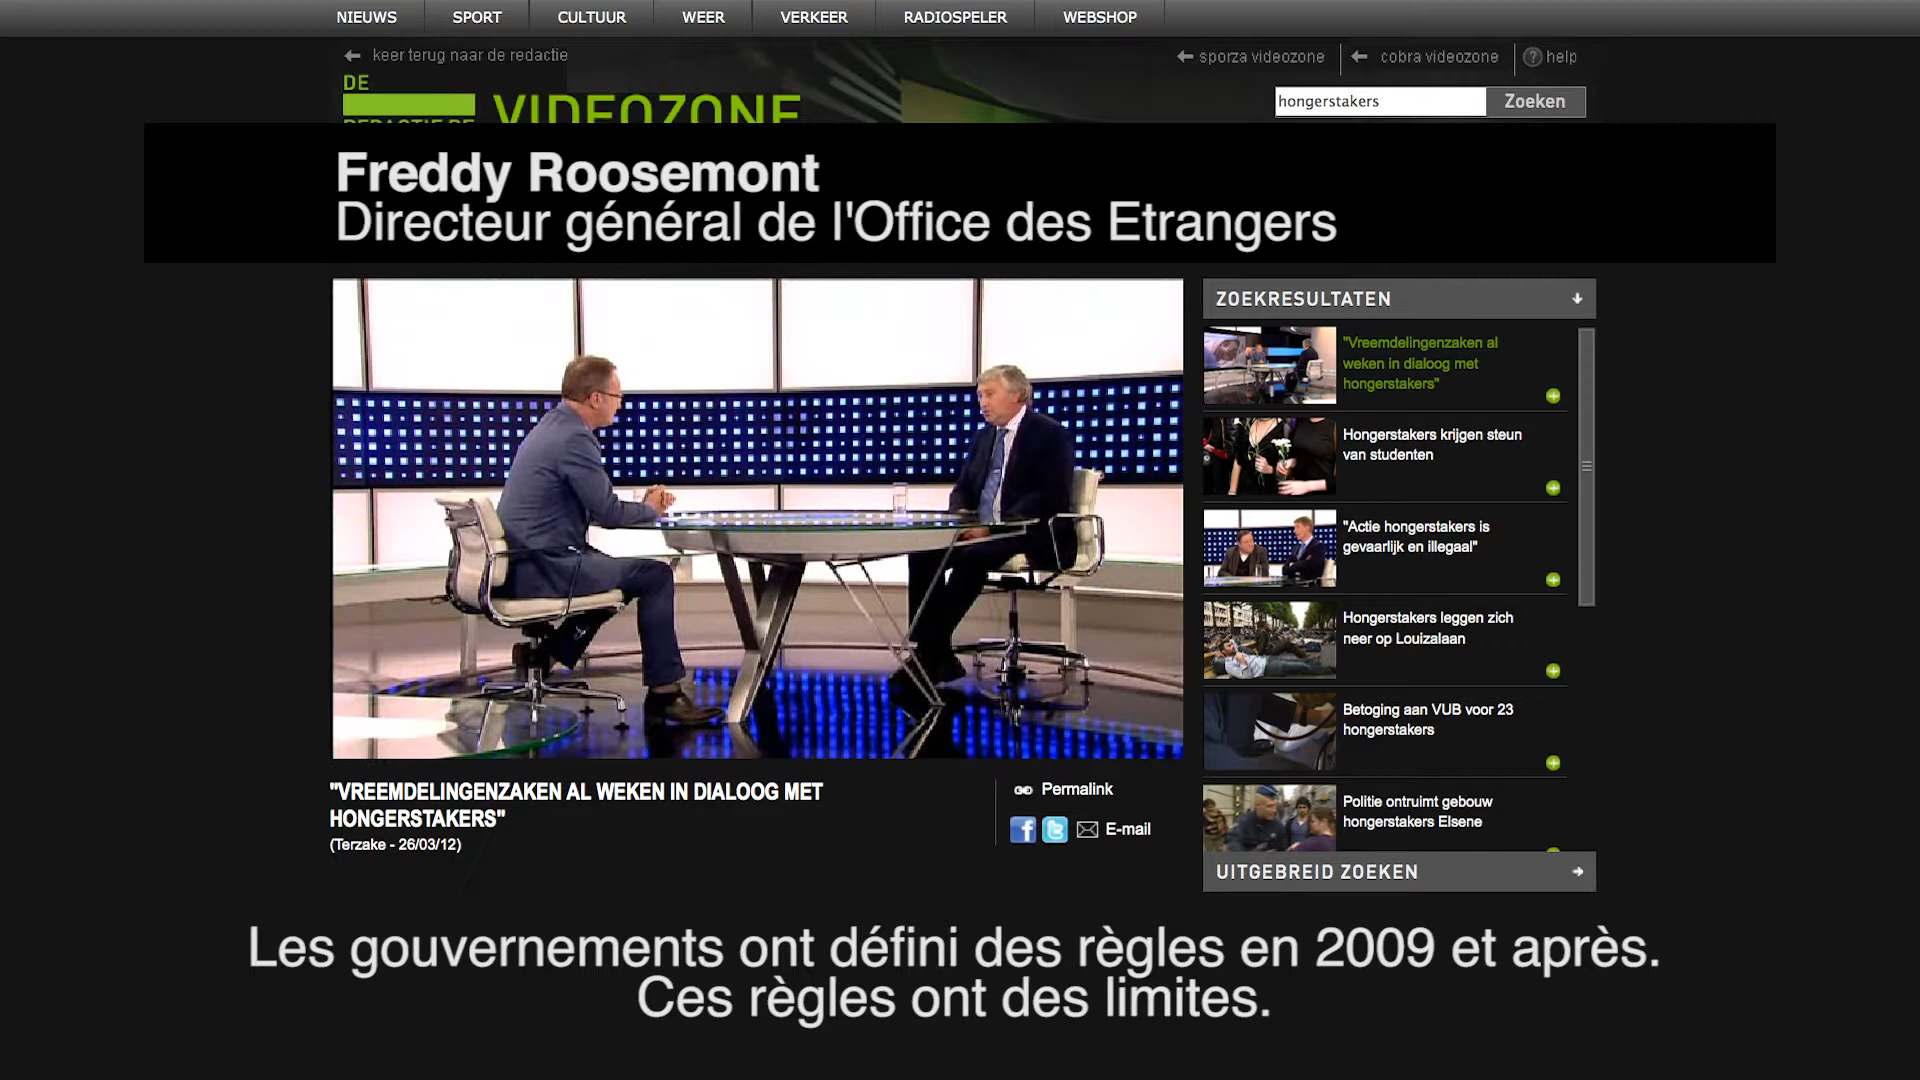 NIEUWS SPORT CULTUUR WEER VERKEER RADIOSPELER WEBSHOP
keer terug naar de redactie
sporza videozone cobra videozone ? help
DE
REDACTIE.BE VIDEOZONE
hongerstakers Zoeken
Freddy Roosemont
Directeur général de l'Office des Etrangers
ZOEKRESULTATEN
"Vreemdelingenzaken al
weken in dialoog met
hongerstakers"
Hongerstakers krijgen steun
van studenten
"Actie hongerstakers is
gevaarlijk en illegaal"
Hongerstakers leggen zich
neer op Louizalaan
Betoging aan VUB voor 23
hongerstakers
Politie ontruimt gebouw
hongerstakers Elsene
UITGEBREID ZOEKEN
"VREEMDELINGENZAKEN AL WEKEN IN DIALOOG MET
HONGERSTAKERS"
(Terzake - 26/03/12)
Permalink
E-mail
Les gouvernements ont défini des règles en 2009 et après.
Ces règles ont des limites.